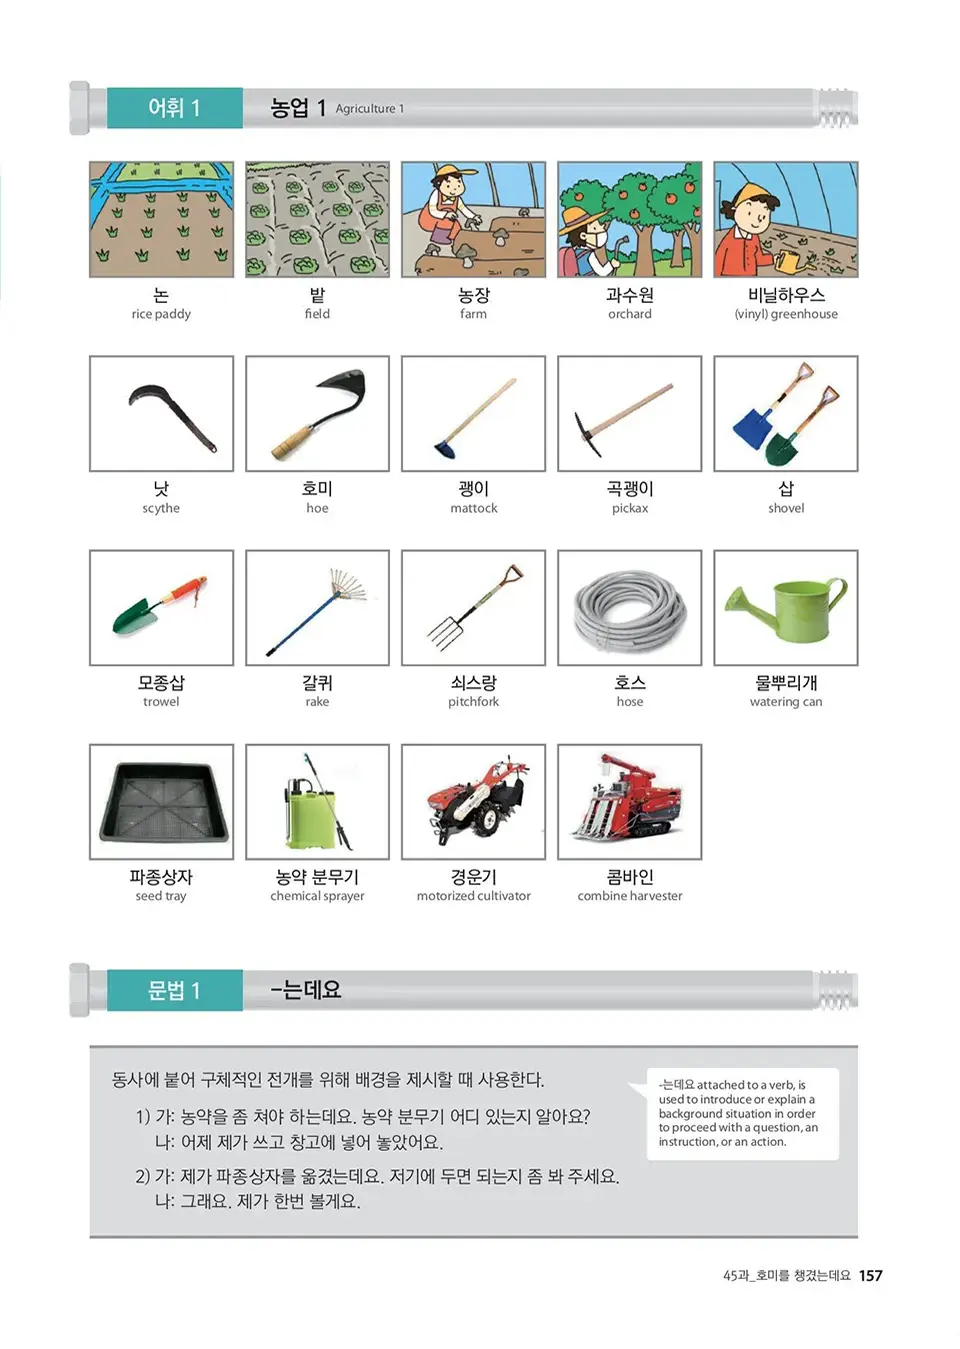 어휘 1 농업 1 Agriculture 1
논 밭 농장 과수원 비닐하우스
rice paddy field farm orchard (vinyl) greenhouse
낫 호미 괭이 곡괭이 삽
scythe hoe mattock pickax shovel
모종삽 갈퀴 쇠스랑 호스 물뿌리개
trowel rake pitchfork hose watering can
파종상자 농약 분무기 경운기 콤바인
seed tray chemical sprayer motorized cultivator combine harvester
문법 1 -는데요
동사에 붙어 구체적인 전개를 위해 배경을 제시할 때 사용한다.
1) 가: 농약을 좀 쳐야 하는데요. 농약 분무기 어디 있는지 알아요?
나: 어제 제가 쓰고 창고에 넣어 놓았어요.
2) 가: 제가 파종상자를 옮겼는데요. 저기에 두면 되는지 좀 봐 주세요.
나: 그래요. 제가 한번 볼게요.
-는데요 attached to a verb, is
used to introduce or explain a
background situation in order
to proceed with a question, an
instruction, or an action.
45과_호미를 챙겼는데요 157